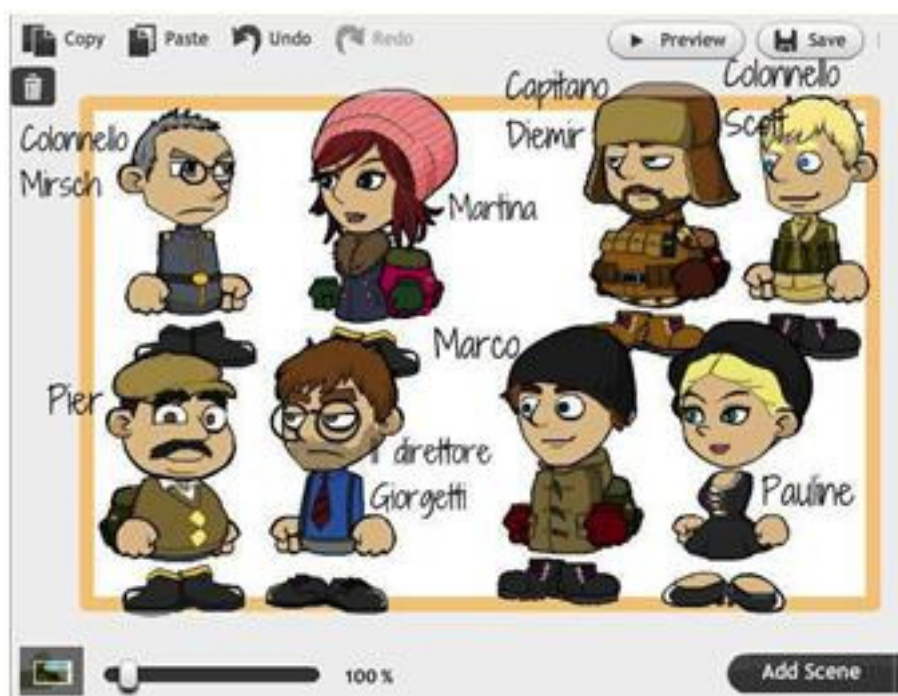 Copy Paste Undo Redo Preview Save
Colonnello
Mirsch
Martina
Capitano
Diemir
Colonnello
Scott
Pier
il direttore
Giorgetti
Marco
Pauline
100 %
Add Scene